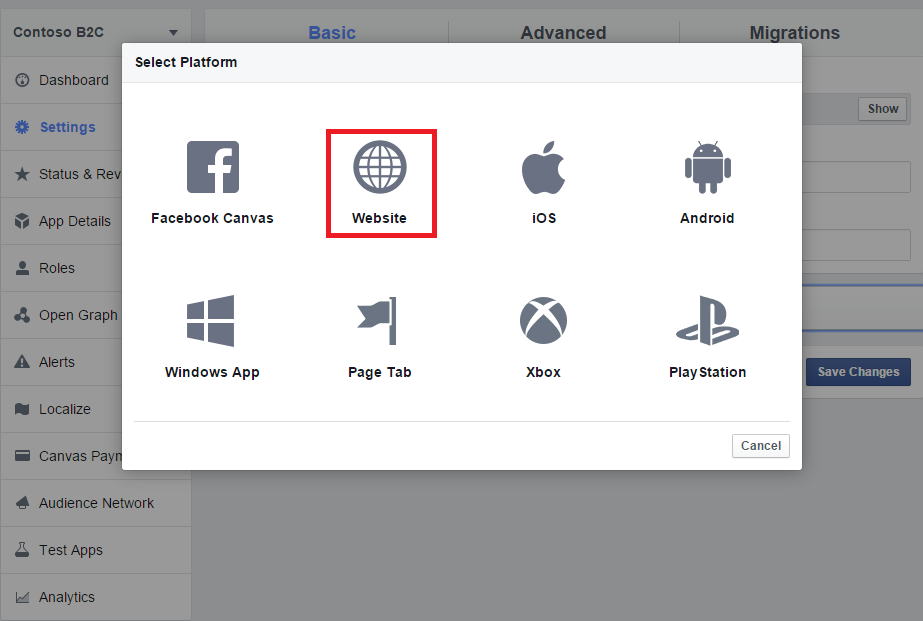 Contoso B2C
Basic
Advanced
Migrations
Select Platform
Dashboard
Settings
Status & Rev
App Details
Roles
Open Graph
Alerts
Localize
Canvas Paym
Audience Network
Test Apps
Analytics
Show
Facebook Canvas
Website
iOS
Android
Windows App
Page Tab
Xbox
PlayStation
Save Changes
Cancel